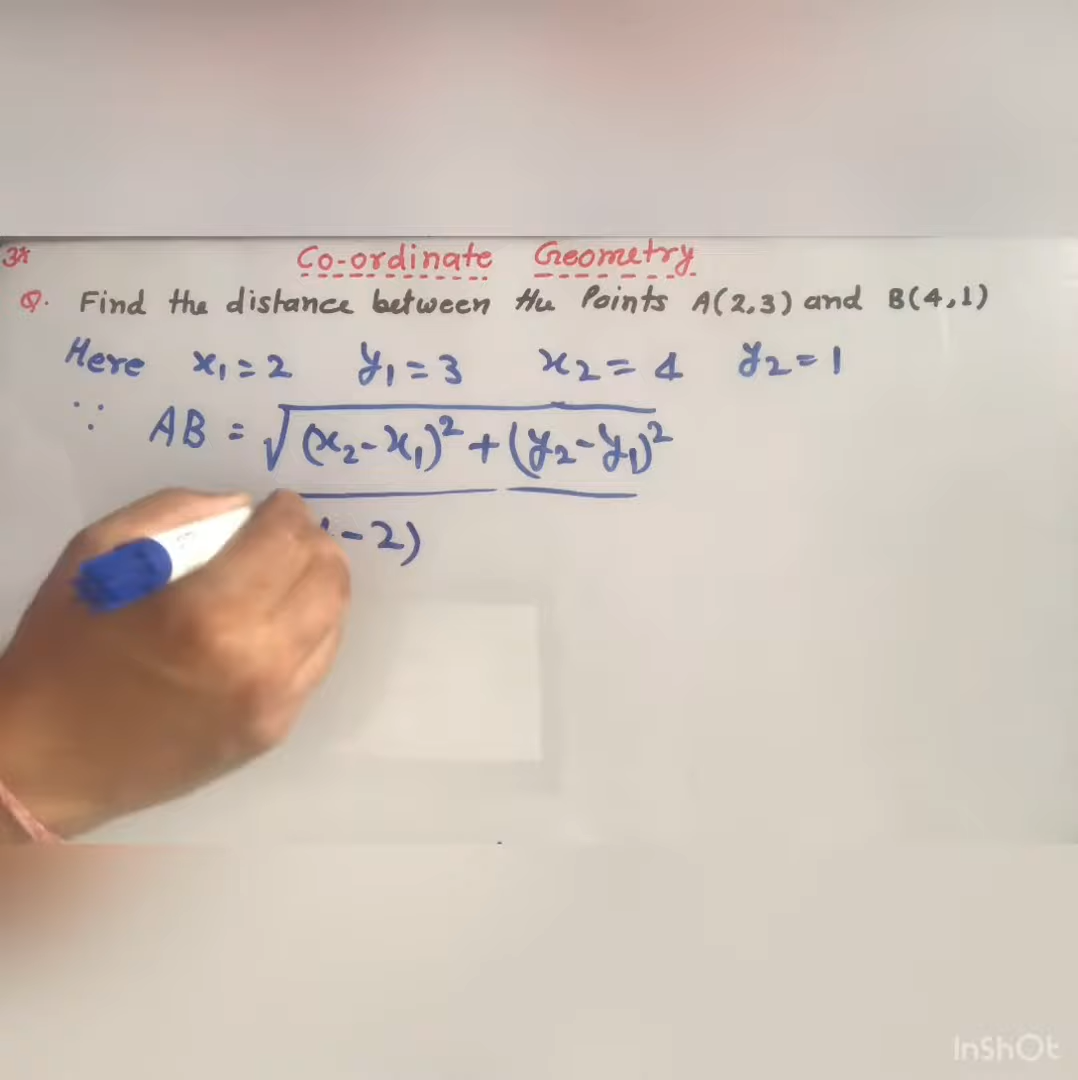 3*
Co-ordinate Geometry
Q. Find the distance between the Points A(2,3) and B(4,1)
Here x₁=2 y₁=3 x₂=4 y₂=1
∵ AB = √(x₂-x₁)²+(y₂-y₁)²
-2)
InShOt